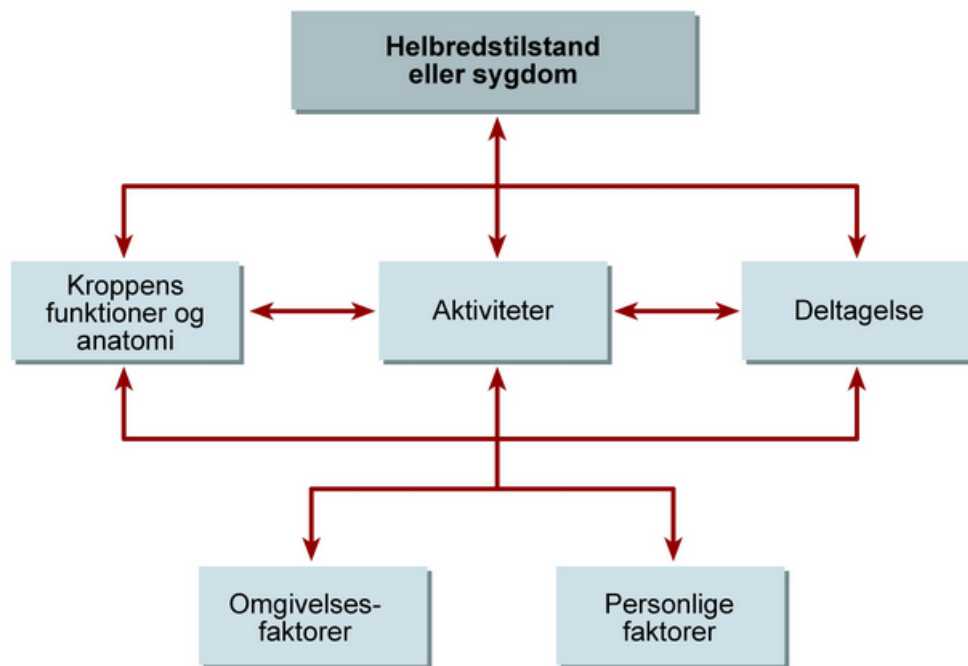 Helbredstilstand
eller sygdom
Kroppens
funktioner og
anatomi
Aktiviteter
Deltagelse
Omgivelses-
faktorer
Personlige
faktorer